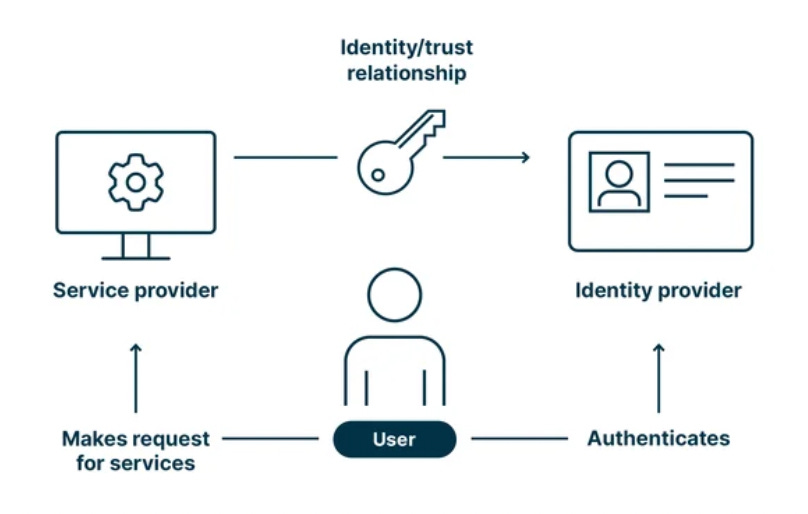 Identity/trust
relationship
Service provider
Identity provider
Makes request
for services
User
Authenticates